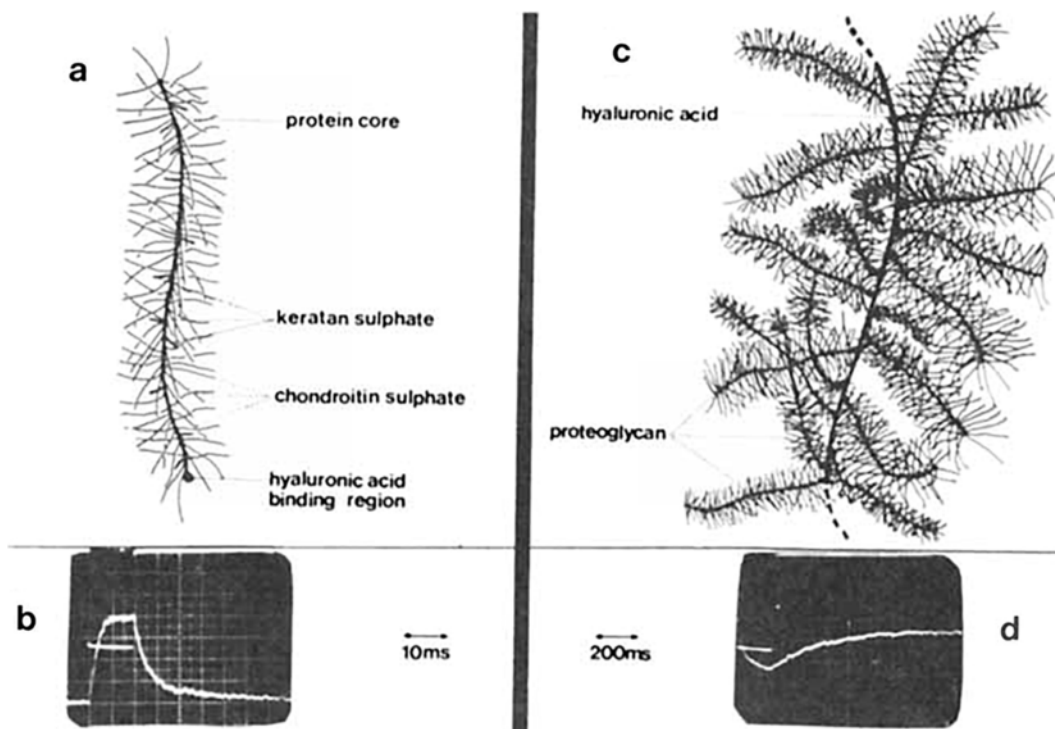 a
protein core
keratan sulphate
chondroitin sulphate
hyaluronic acid
binding region
c
hyaluronic acid
proteoglycan
b
10ms
200ms
d